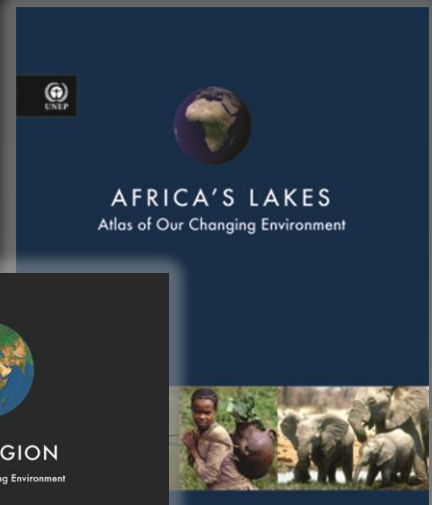 UNEP
AFRICA'S LAKES
Atlas of Our Changing Environment
GION
ng Environment